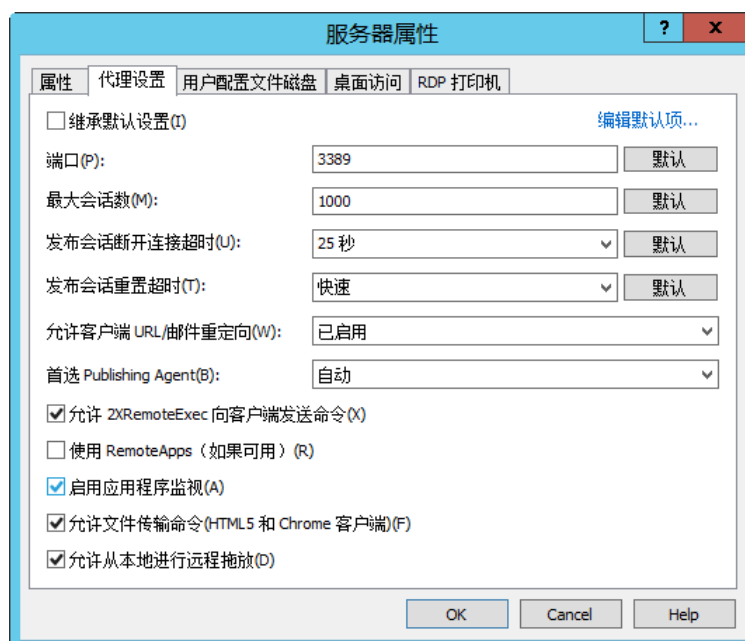 服务器属性
? x
属性 代理设置 用户配置文件磁盘 桌面访问 RDP 打印机
继承默认设置(I) 编辑默认项...
端口(P): 3389 默认
最大会话数(M): 1000 默认
发布会话断开连接超时(U): 25 秒 默认
发布会话重置超时(T): 快速 默认
允许客户端 URL/邮件重定向(W): 已启用
首选 Publishing Agent(B): 自动
允许 2XRemoteExec 向客户端发送命令(X)
使用 RemoteApps（如果可用）(R)
启用应用程序监视(A)
允许文件传输命令(HTML5 和 Chrome 客户端)(F)
允许从本地进行远程拖放(D)
OK Cancel Help